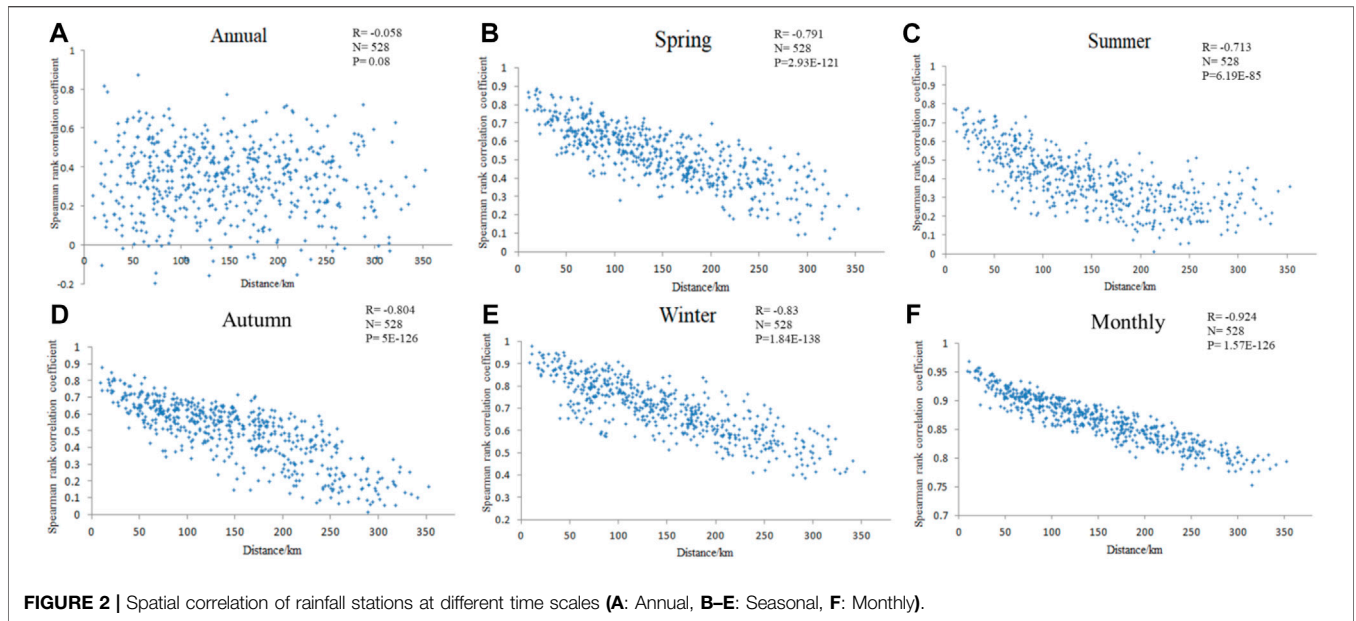 A
Annual
R= -0.058
N= 528
P= 0.08
Spearman rank correlation coefficient
1
0.8
0.6
0.4
0.2
0
-0.2
0 50 100 150 200 250 300 350
Distance/km
B
Spring
R= -0.791
N= 528
P=2.93E-121
Spearman rank correlation coefficient
1
0.9
0.8
0.7
0.6
0.5
0.4
0.3
0.2
0.1
0
0 50 100 150 200 250 300 350
Distance/km
C
Summer
R= -0.713
N= 528
P=6.19E-85
Spearman rank correlation coefficient
1
0.9
0.8
0.7
0.6
0.5
0.4
0.3
0.2
0.1
0
0 50 100 150 200 250 300 350
Distance/km
D
Autumn
R= -0.804
N= 528
P= 5E-126
Spearman rank correlation coefficient
1
0.9
0.8
0.7
0.6
0.5
0.4
0.3
0.2
0.1
0
0 50 100 150 200 250 300 350
Distance/km
E
Winter
R= -0.83
N= 528
P=1.84E-138
Spearman rank correlation coefficient
1
0.9
0.8
0.7
0.6
0.5
0.4
0.3
0.2
0 50 100 150 200 250 300 350
Distance/km
F
Monthly
R= -0.924
N= 528
P= 1.57E-126
Spearman rank correlation coefficient
1
0.95
0.9
0.85
0.8
0.75
0.7
0 50 100 150 200 250 300 350
Distance/km
FIGURE 2 | Spatial correlation of rainfall stations at different time scales (A: Annual, B–E: Seasonal, F: Monthly).